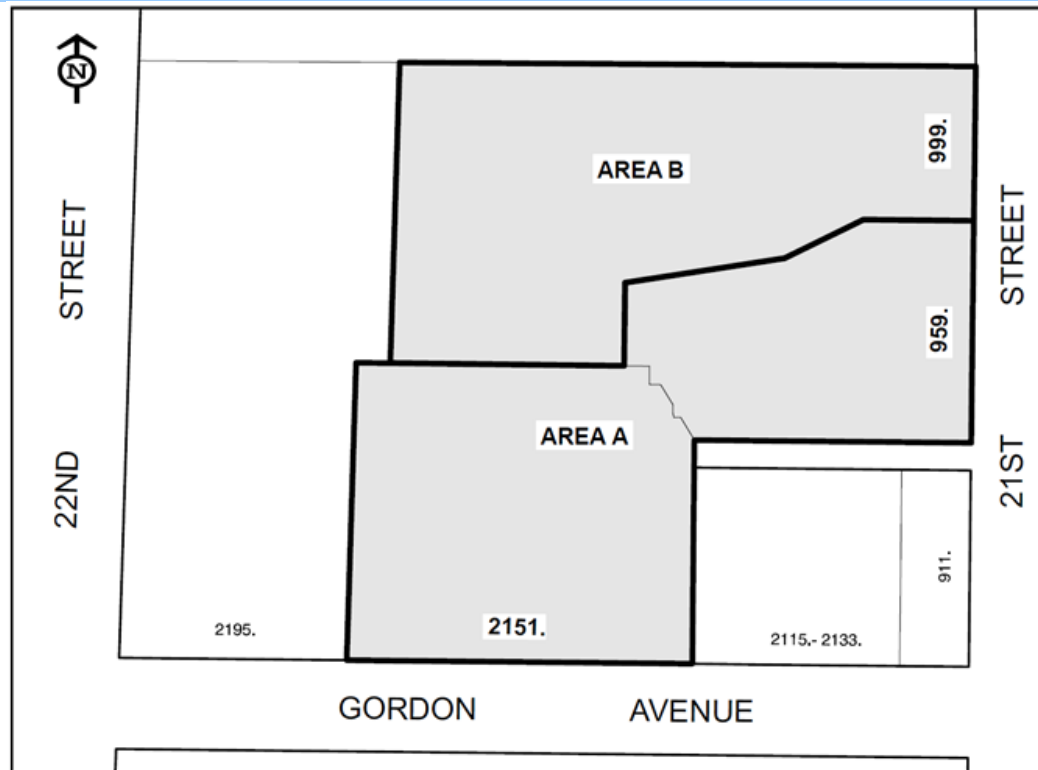 N
AREA B
999.
STREET
STREET
959.
AREA A
22ND
21ST
911.
2195.
2151.
2115.- 2133.
GORDON AVENUE